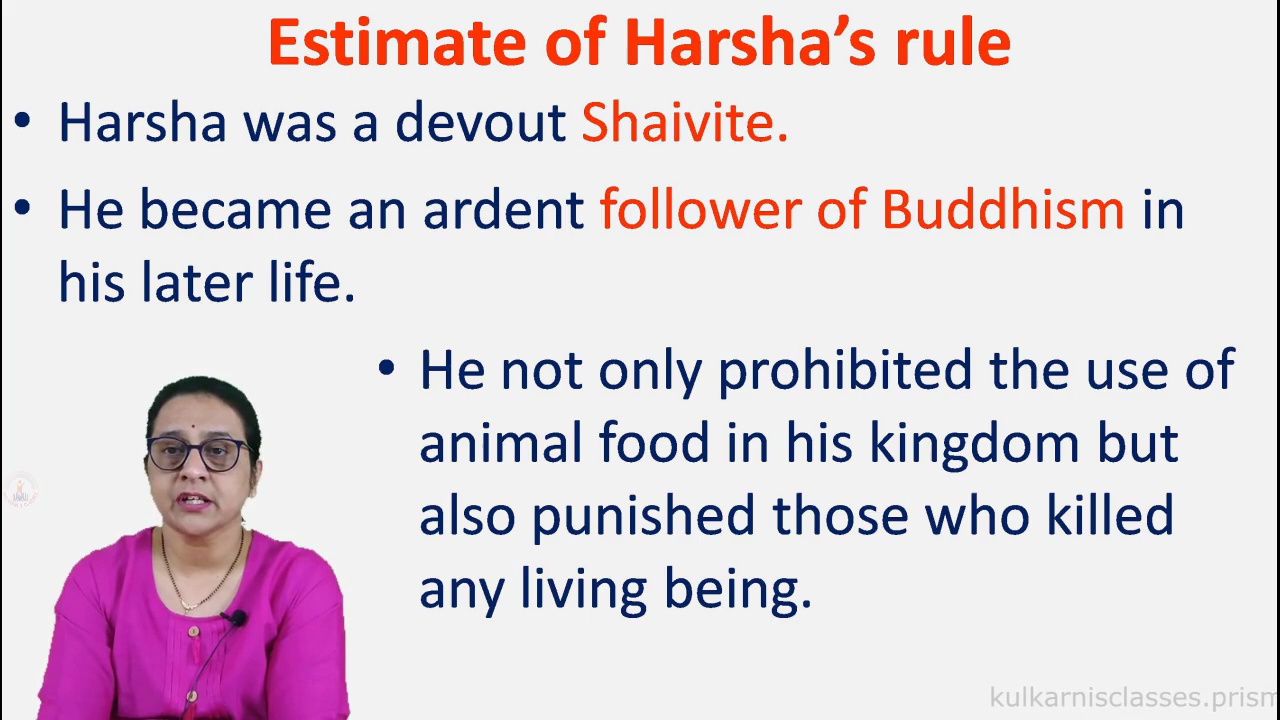 Estimate of Harsha’s rule
• Harsha was a devout Shaivite.
• He became an ardent follower of Buddhism in
his later life.
• He not only prohibited the use of
animal food in his kingdom but
also punished those who killed
any living being.
kulkarnisclasses.prism